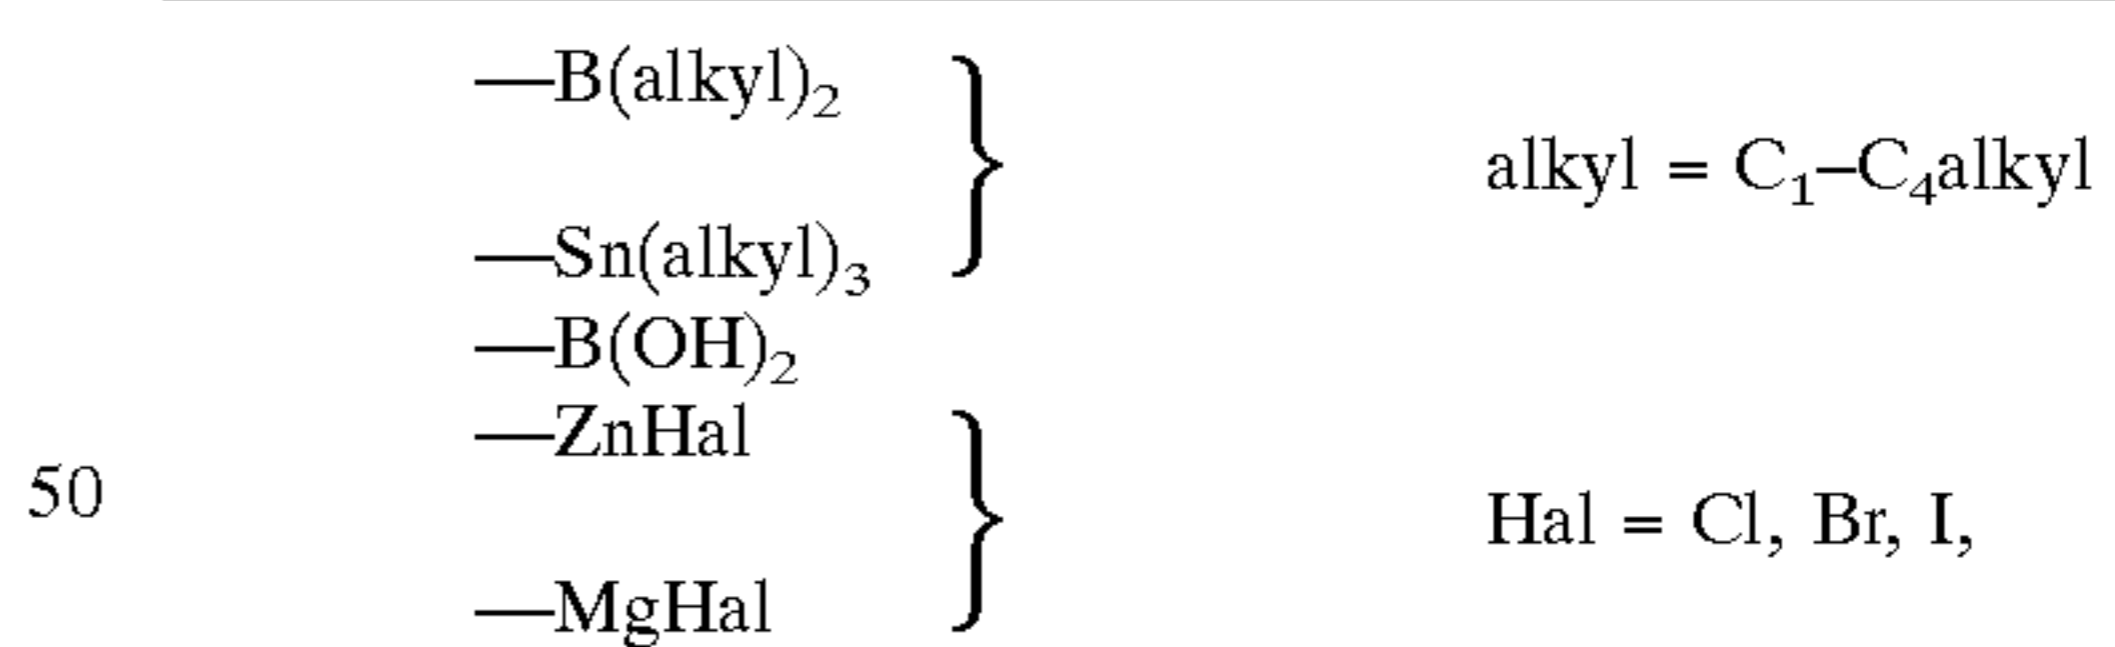 —B(alkyl)₂
alkyl = C₁–C₄alkyl
—Sn(alkyl)₃
—B(OH)₂
—ZnHal
50
Hal = Cl, Br, I,
—MgHal